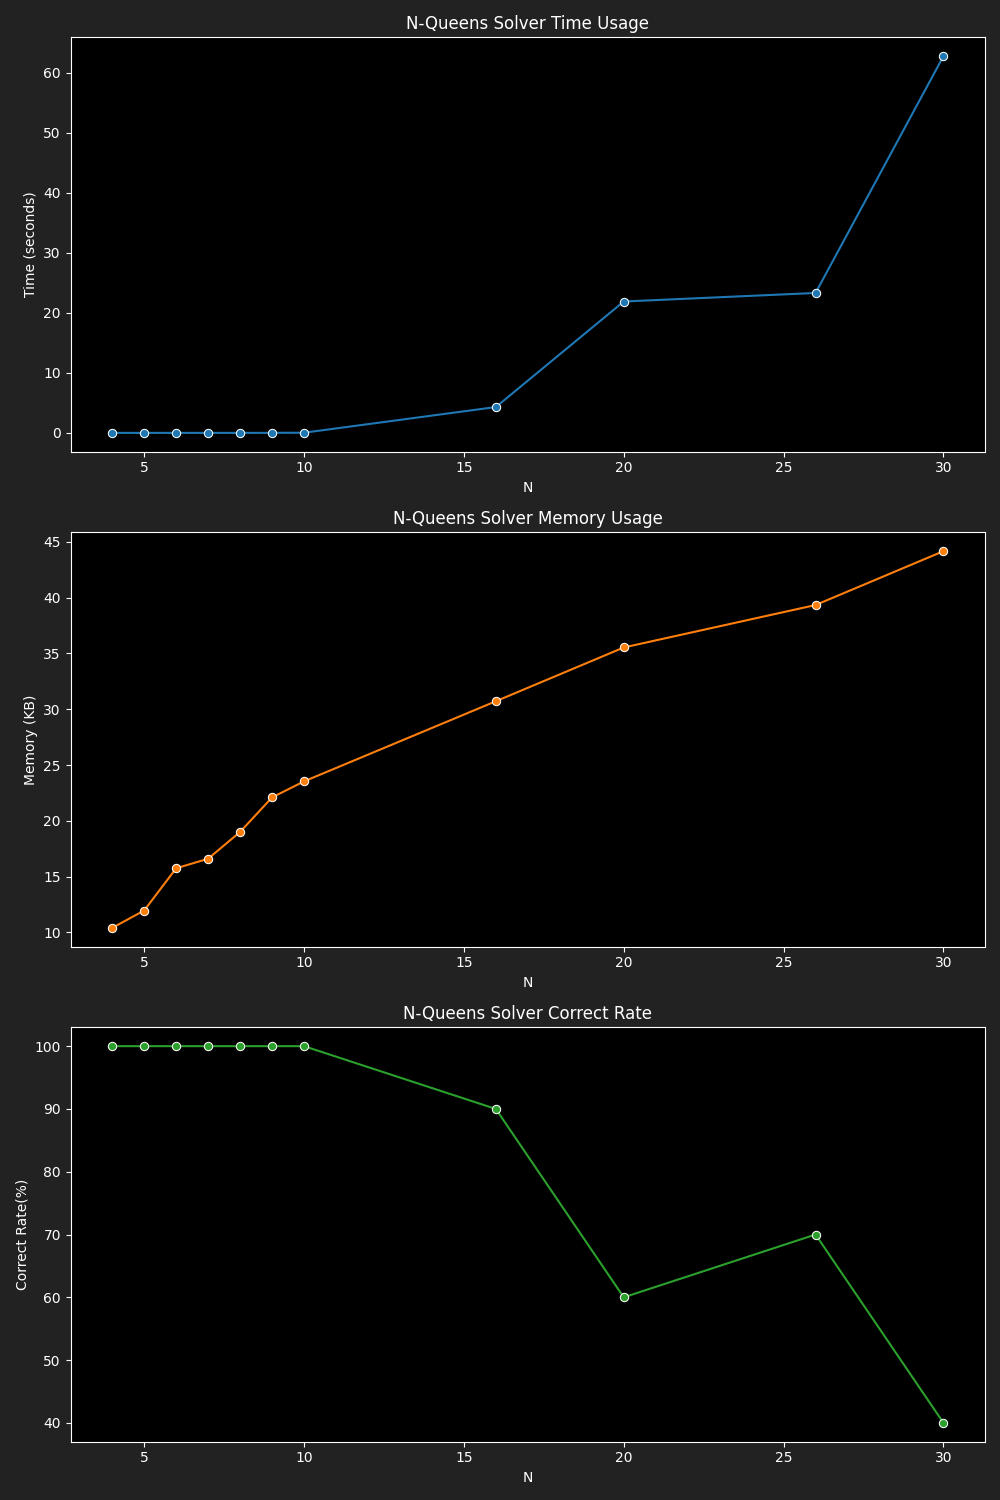 N-Queens Solver Time Usage
60
50
40
30
20
10
0
Time (seconds)
5 10 15 20 25 30
N
N-Queens Solver Memory Usage
45
40
35
30
25
20
15
10
Memory (KB)
5 10 15 20 25 30
N
N-Queens Solver Correct Rate
100
90
80
70
60
50
40
Correct Rate(%)
5 10 15 20 25 30
N